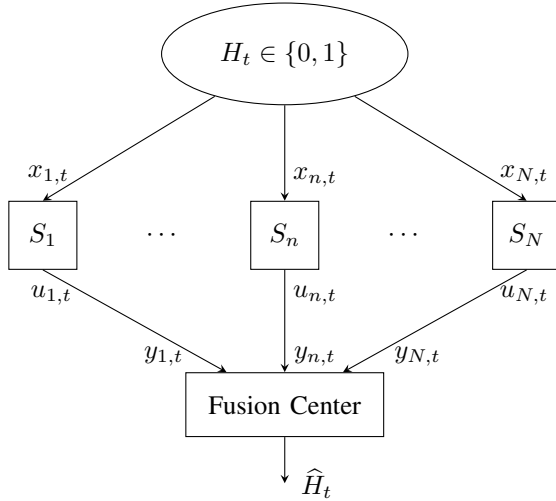 H_t ∈ {0, 1}
x_{1,t} x_{n,t} x_{N,t}
S_1 ... S_n ... S_N
u_{1,t} u_{n,t} u_{N,t}
y_{1,t} y_{n,t} y_{N,t}
Fusion Center
Ĥ_t